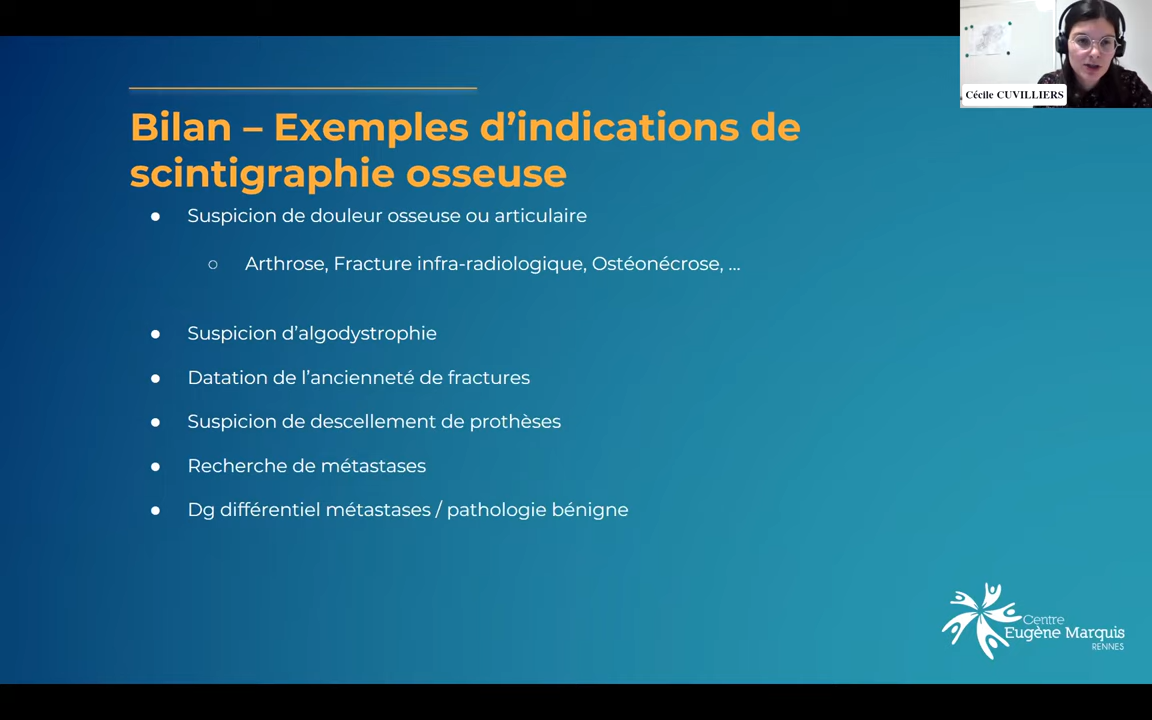 Cécile CUVILLIERS
Bilan – Exemples d’indications de
scintigraphie osseuse
● Suspicion de douleur osseuse ou articulaire
○ Arthrose, Fracture infra-radiologique, Ostéonécrose, ...
● Suspicion d’algodystrophie
● Datation de l’ancienneté de fractures
● Suspicion de descellement de prothèses
● Recherche de métastases
● Dg différentiel métastases / pathologie bénigne
Centre
Eugène Marquis
RENNES